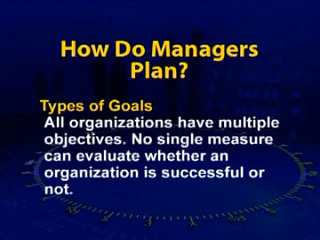 How Do Managers
Plan?
Types of Goals
All organizations have multiple
objectives. No single measure
can evaluate whether an
organization is successful or
not.